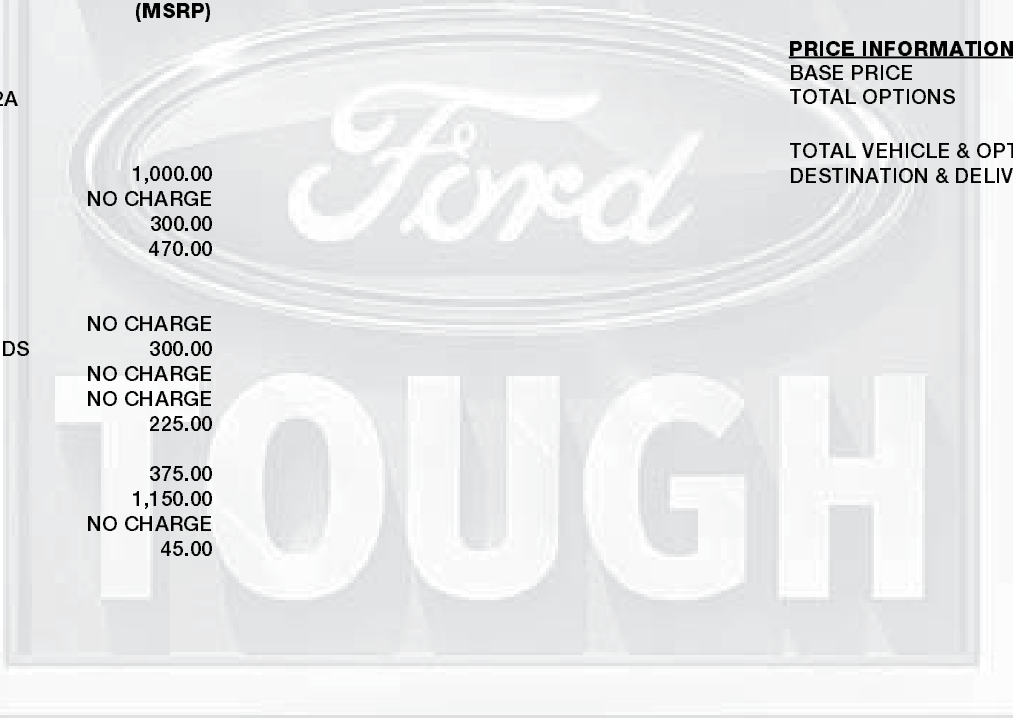 (MSRP)
2A
1,000.00
NO CHARGE
300.00
470.00
NO CHARGE
DS 300.00
NO CHARGE
NO CHARGE
225.00
375.00
1,150.00
NO CHARGE
45.00
PRICE INFORMATION
BASE PRICE
TOTAL OPTIONS
TOTAL VEHICLE & OPT
DESTINATION & DELIV
Ford
TOUGH